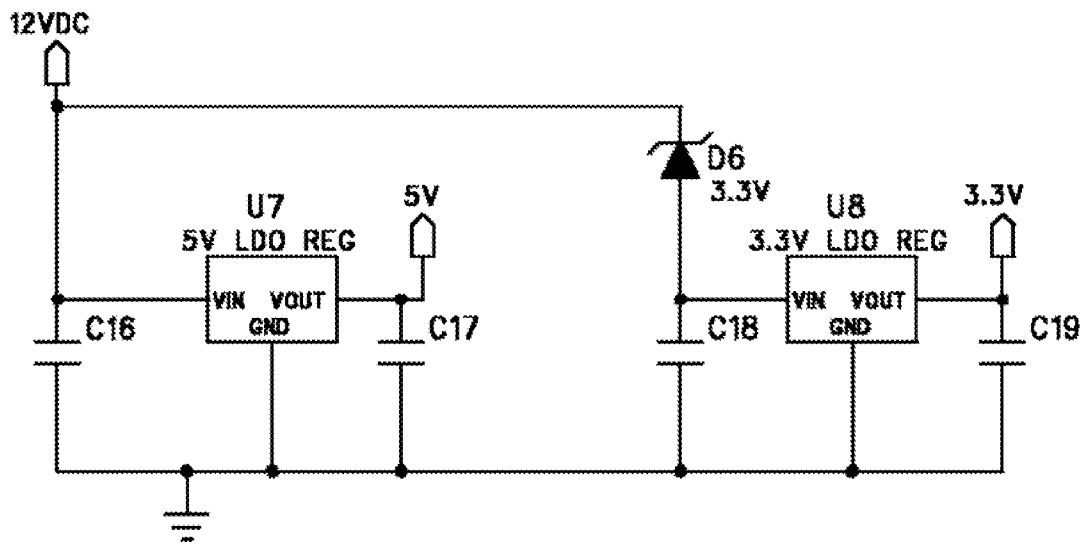 12VDC
D6
3.3V
U7
5V LDO REG
5V
U8
3.3V LDO REG
3.3V
VIN VOUT
GND
VIN VOUT
GND
C16
C17
C18
C19